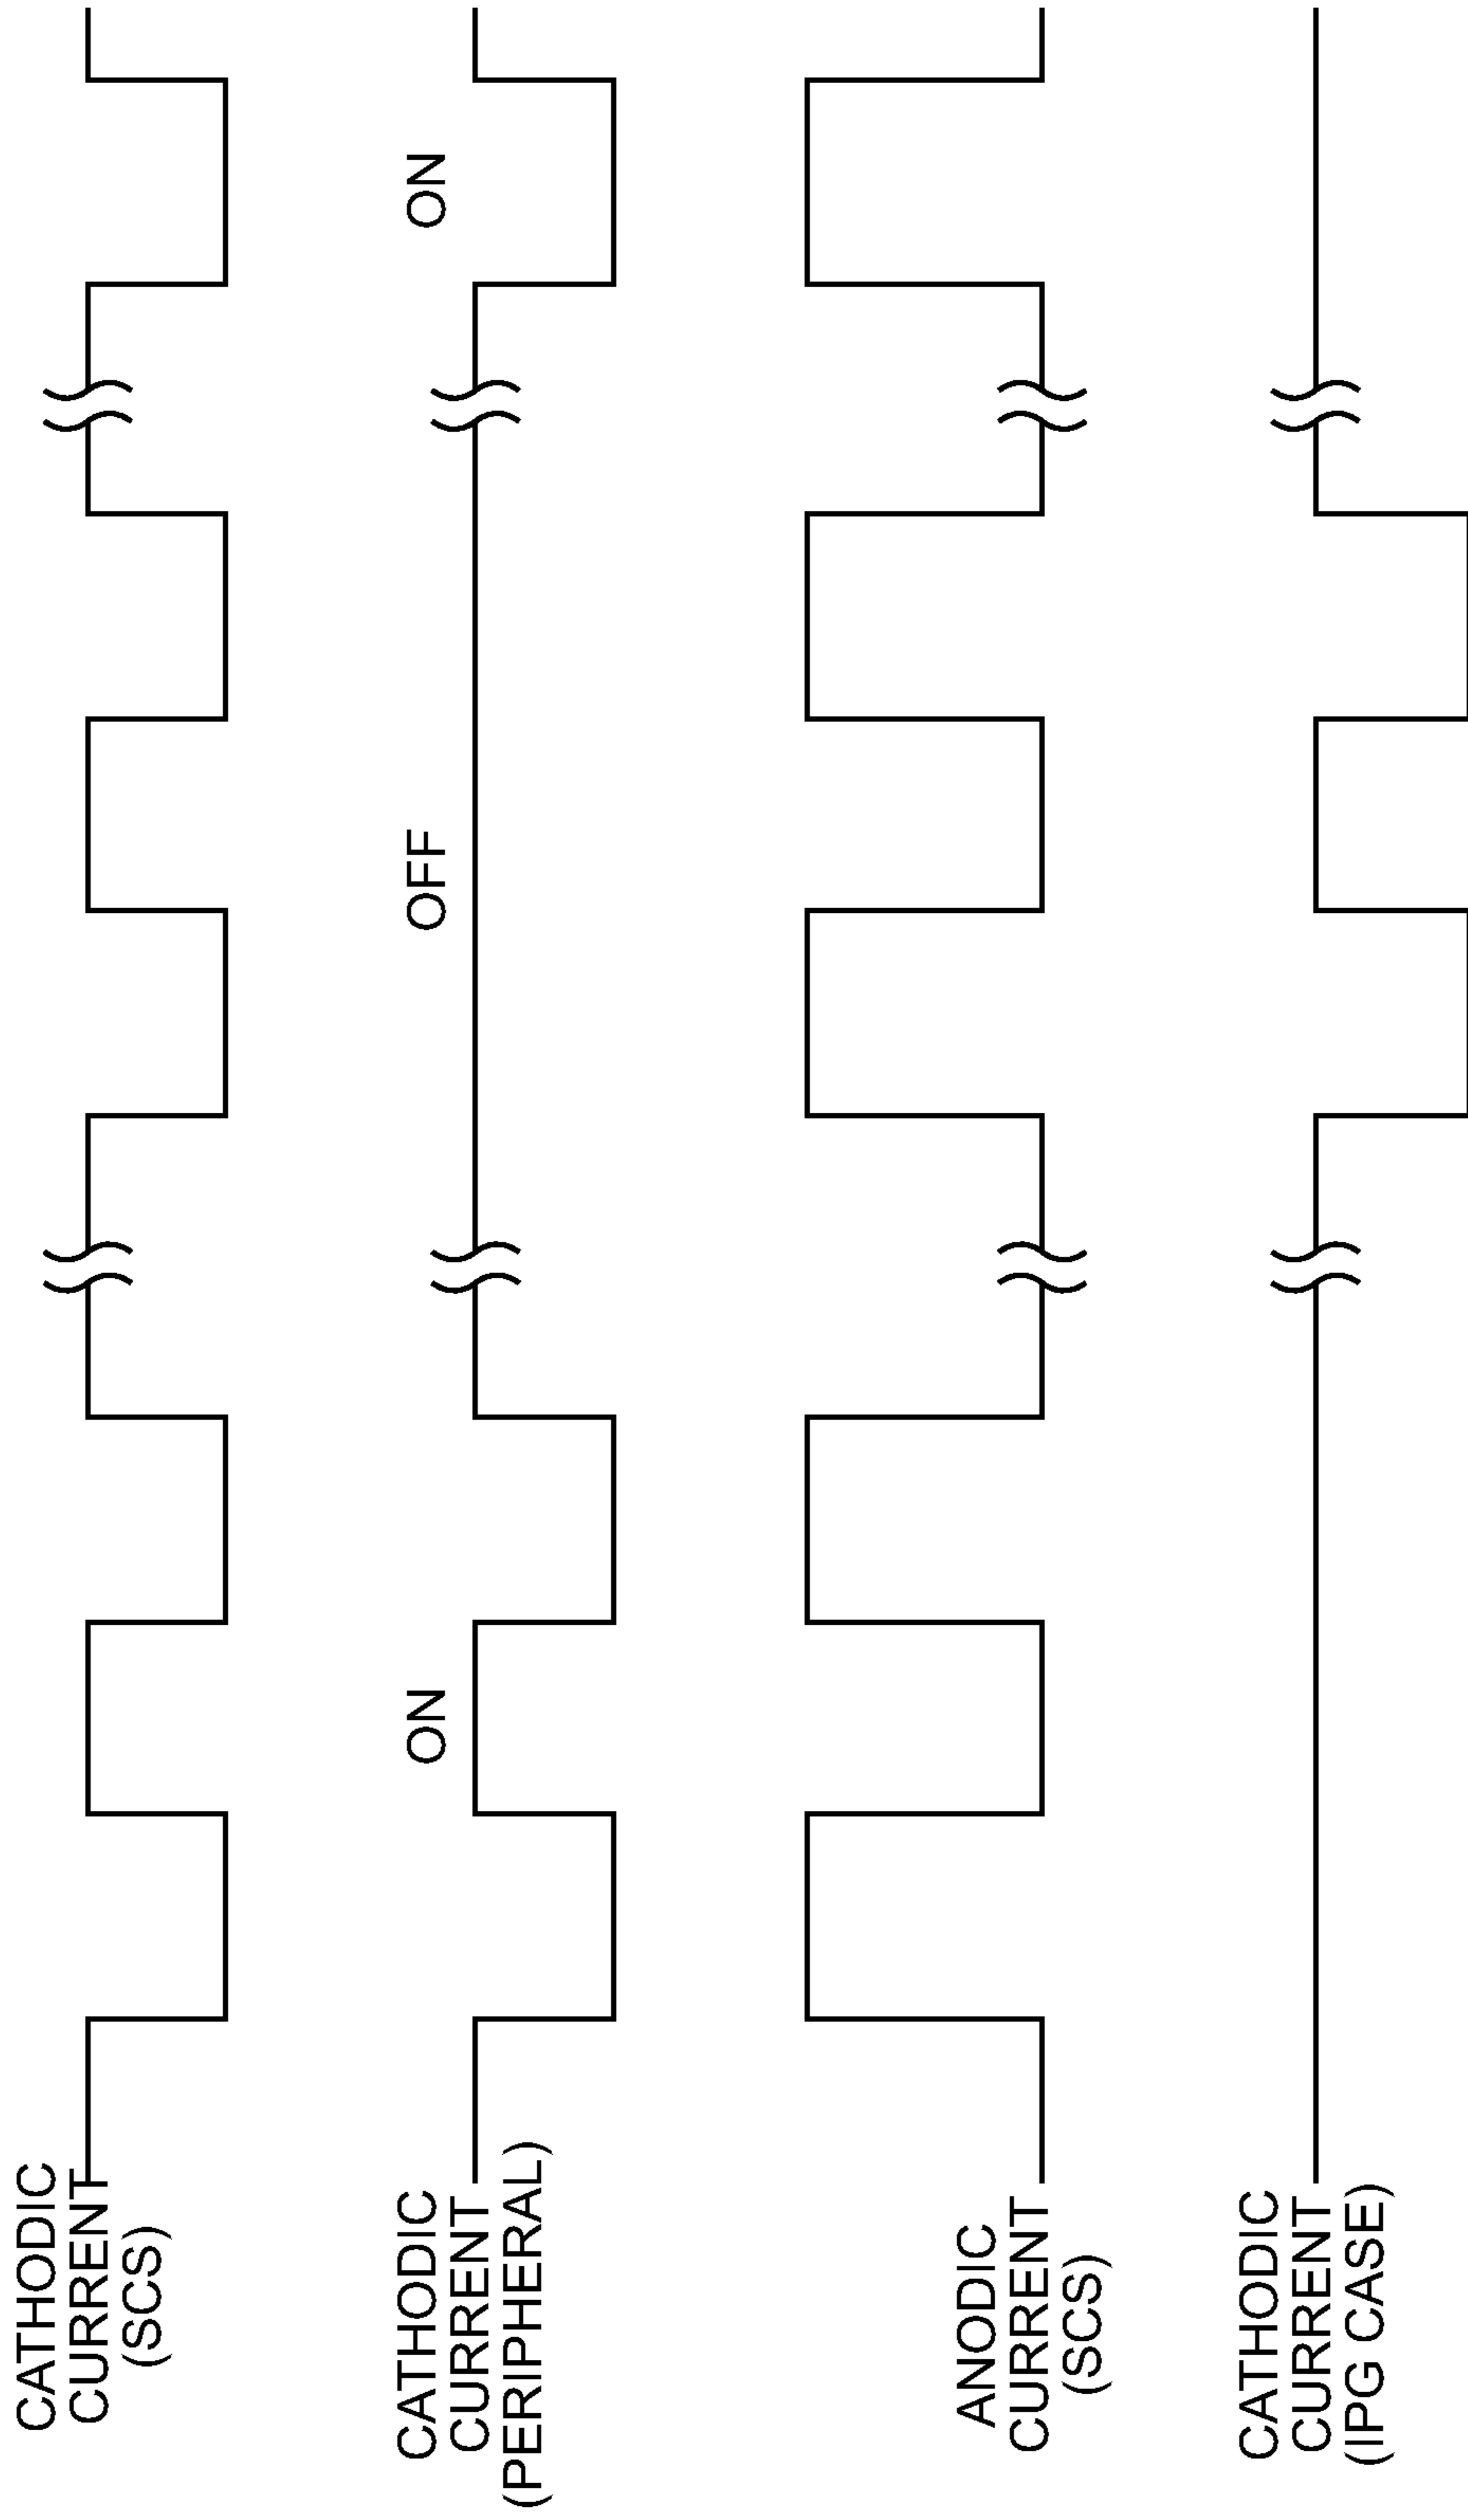 CATHODIC
CURRENT
(SCS)
CATHODIC
CURRENT
(PERIPHERAL)
ON
OFF
ON
ANODIC
CURRENT
(SCS)
CATHODIC
CURRENT
(IPG CASE)